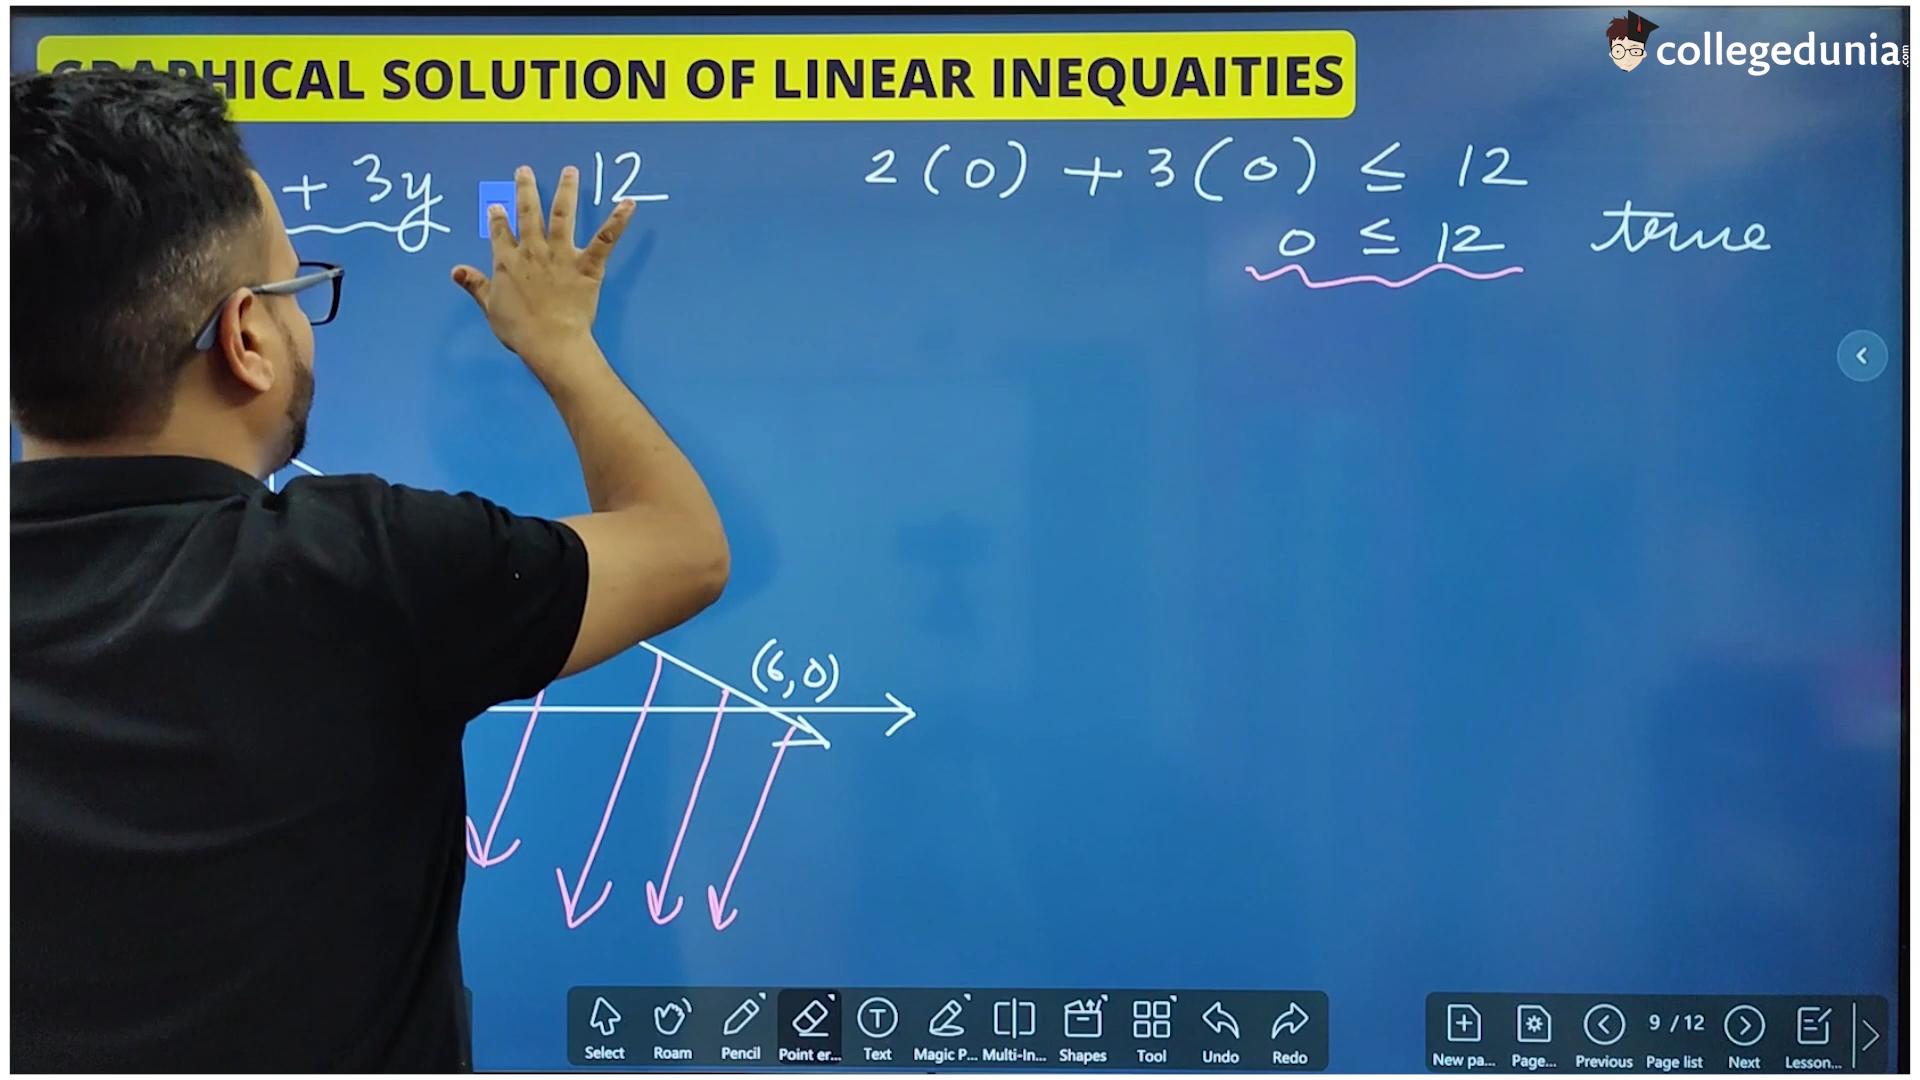 collegedunia
.com
GRAPHICAL SOLUTION OF LINEAR INEQUAITIES
+ 3y 12
2(0) + 3(0) ≤ 12
0 ≤ 12 true
(6,0)
Select Roam Pencil Point er... Text Magic P... Multi-In... Shapes Tool Undo Redo
New pa... Page... Previous 9 / 12 Page list Next Lesson...